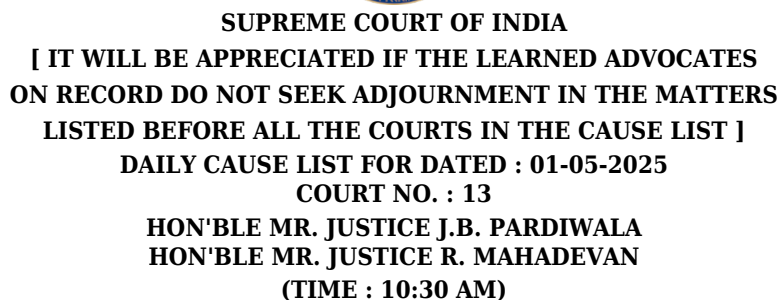 SUPREME COURT OF INDIA
[ IT WILL BE APPRECIATED IF THE LEARNED ADVOCATES
ON RECORD DO NOT SEEK ADJOURNMENT IN THE MATTERS
LISTED BEFORE ALL THE COURTS IN THE CAUSE LIST ]
DAILY CAUSE LIST FOR DATED : 01-05-2025
COURT NO. : 13
HON'BLE MR. JUSTICE J.B. PARDIWALA
HON'BLE MR. JUSTICE R. MAHADEVAN
(TIME : 10:30 AM)